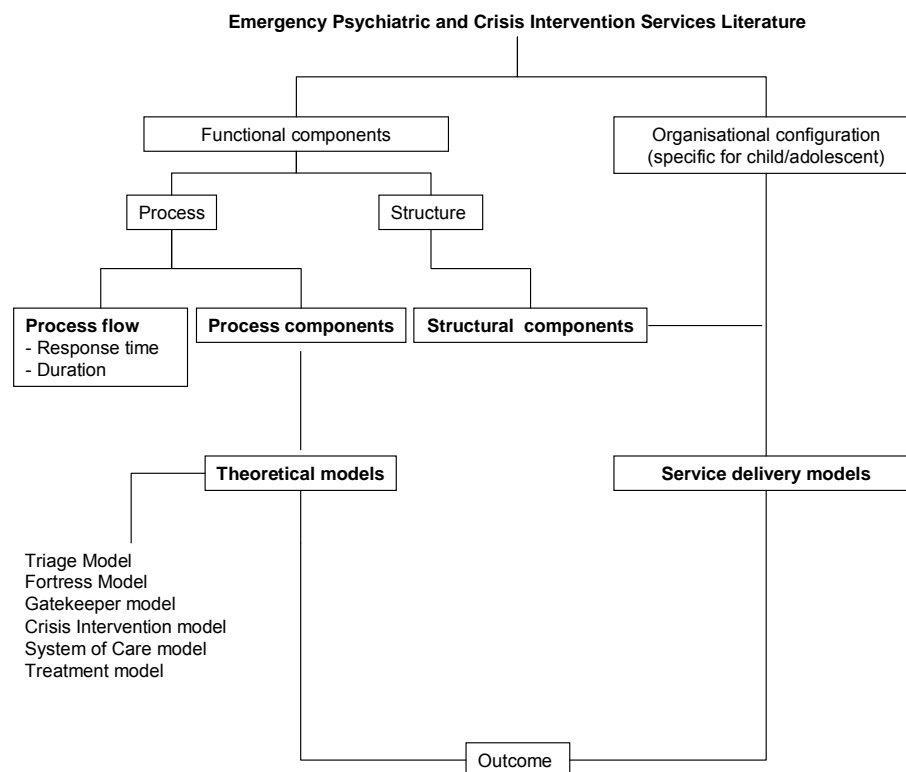 Emergency Psychiatric and Crisis Intervention Services Literature
Functional components
Organisational configuration
(specific for child/adolescent)
Process
Structure
Process flow
- Response time
- Duration
Process components
Structural components
Theoretical models
Service delivery models
Triage Model
Fortress Model
Gatekeeper model
Crisis Intervention model
System of Care model
Treatment model
Outcome